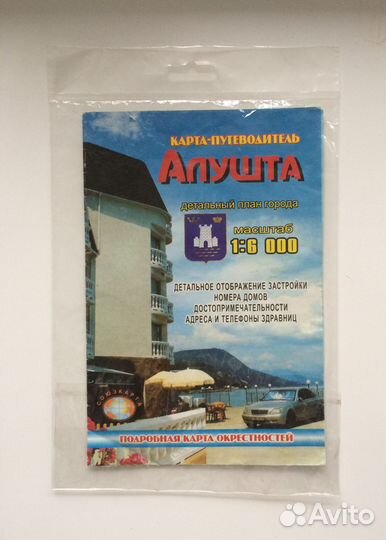 КАРТА-ПУТЕВОДИТЕЛЬ
АЛУШТА
детальный план города
масштаб
1:6 000
ДЕТАЛЬНОЕ ОТОБРАЖЕНИЕ ЗАСТРОЙКИ
НОМЕРА ДОМОВ
ДОСТОПРИМЕЧАТЕЛЬНОСТИ
АДРЕСА И ТЕЛЕФОНЫ ЗДРАВНИЦ
СОЮЗКАРТА
ПОДРОБНАЯ КАРТА ОКРЕСТНОСТЕЙ
Avito